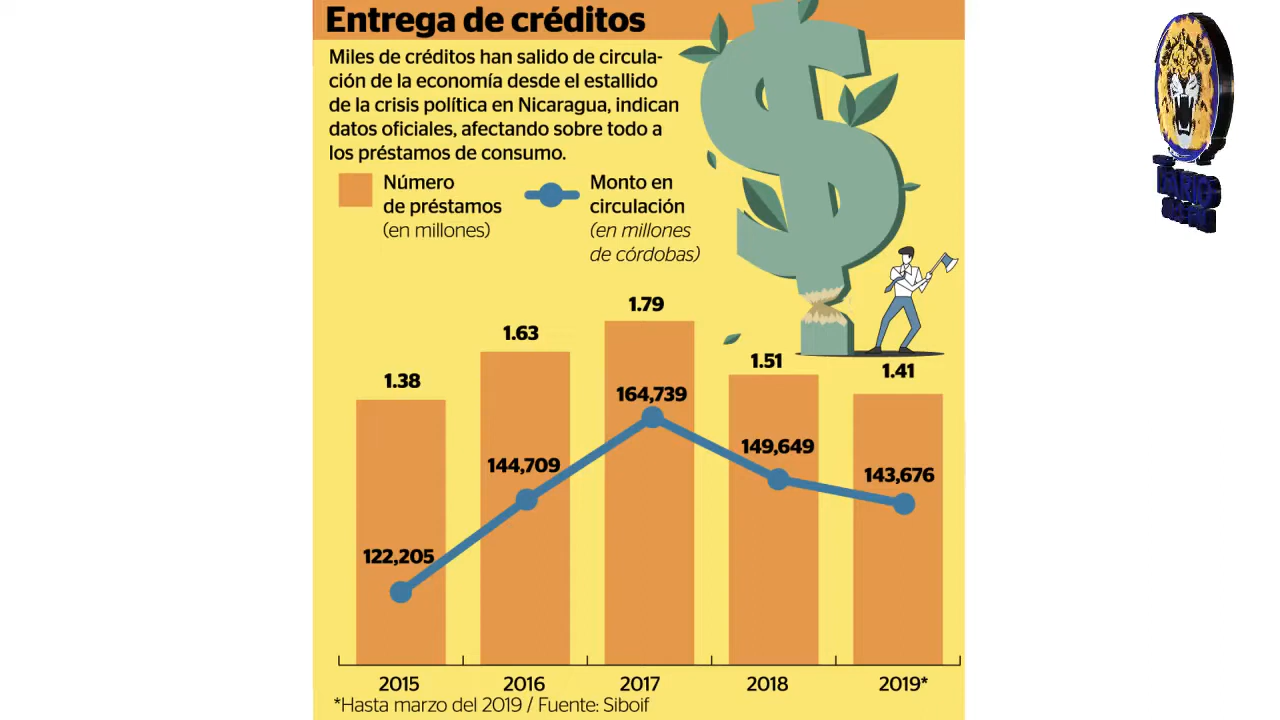 Entrega de créditos
Miles de créditos han salido de circula-
ción de la economía desde el estallido
de la crisis política en Nicaragua, indican
datos oficiales, afectando sobre todo a
los préstamos de consumo.
Número
de préstamos
(en millones)
Monto en
circulación
(en millones
de córdobas)
1.38
1.63
1.79
1.51
1.41
122,205
144,709
164,739
149,649
143,676
2015
2016
2017
2018
2019*
*Hasta marzo del 2019 / Fuente: Siboif